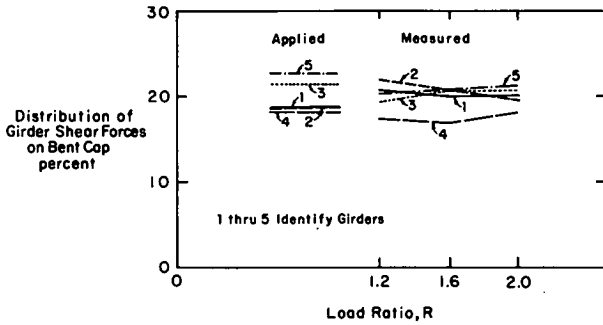 30
Applied
Measured
5
3
1
4
2
2
5
3
1
4
20
Distribution of
Girder Shear Forces
on Bent Cap
percent
10
1 thru 5 Identify Girders
0
0
1.2
1.6
2.0
Load Ratio, R